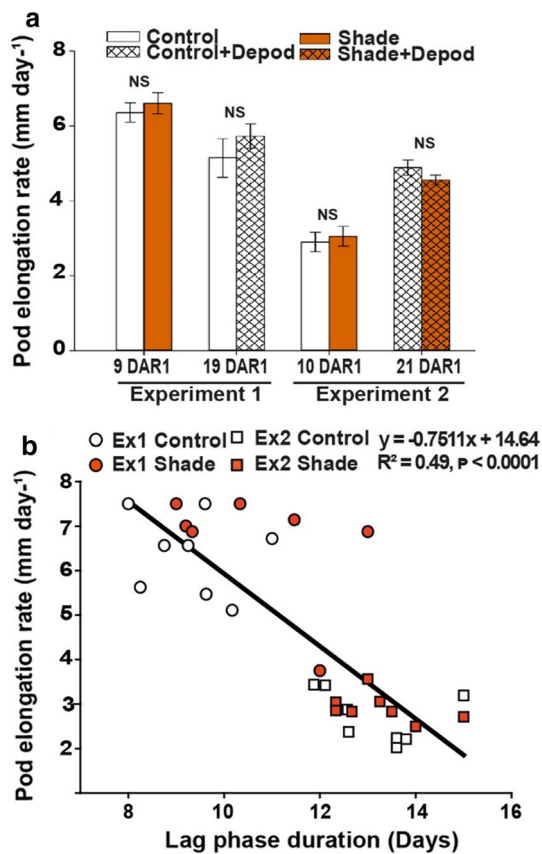 a
Control
Shade
Control+Depod
Shade+Depod
Pod elongation rate (mm day-¹)
8
6
4
2
0
NS
NS
NS
NS
9 DAR1
19 DAR1
10 DAR1
21 DAR1
Experiment 1
Experiment 2
b
Ex1 Control
Ex2 Control
y = -0.7511x + 14.64
Ex1 Shade
Ex2 Shade
R² = 0.49, P < 0.0001
Pod elongation rate (mm day-¹)
8
7
6
5
4
3
2
8
10
12
14
16
Lag phase duration (Days)